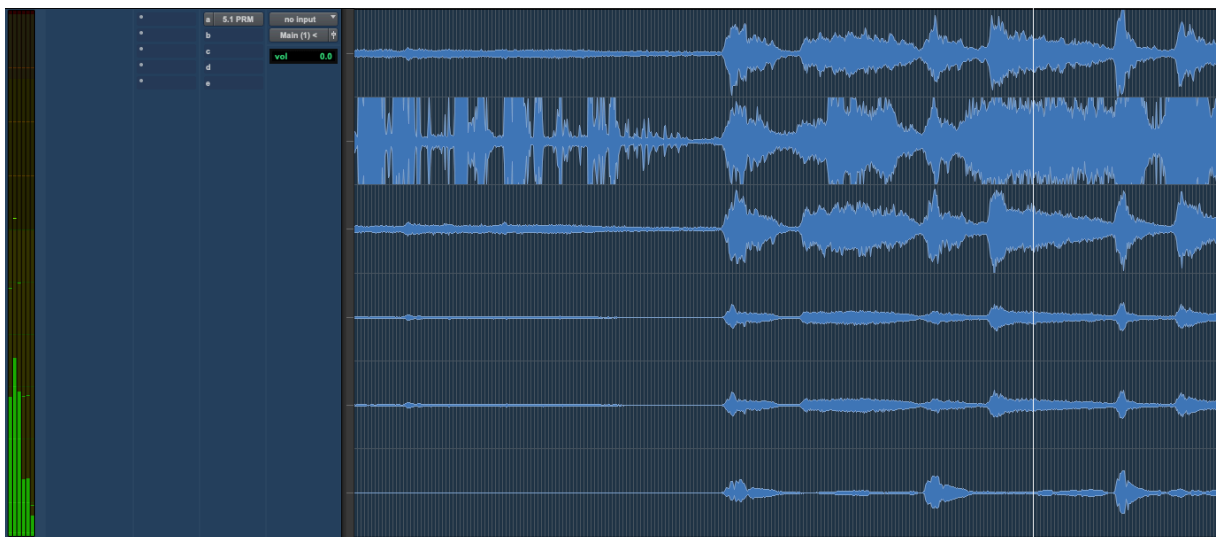 a 5.1 PRM
b
c
d
e
no input
Main (1) <
vol 0.0